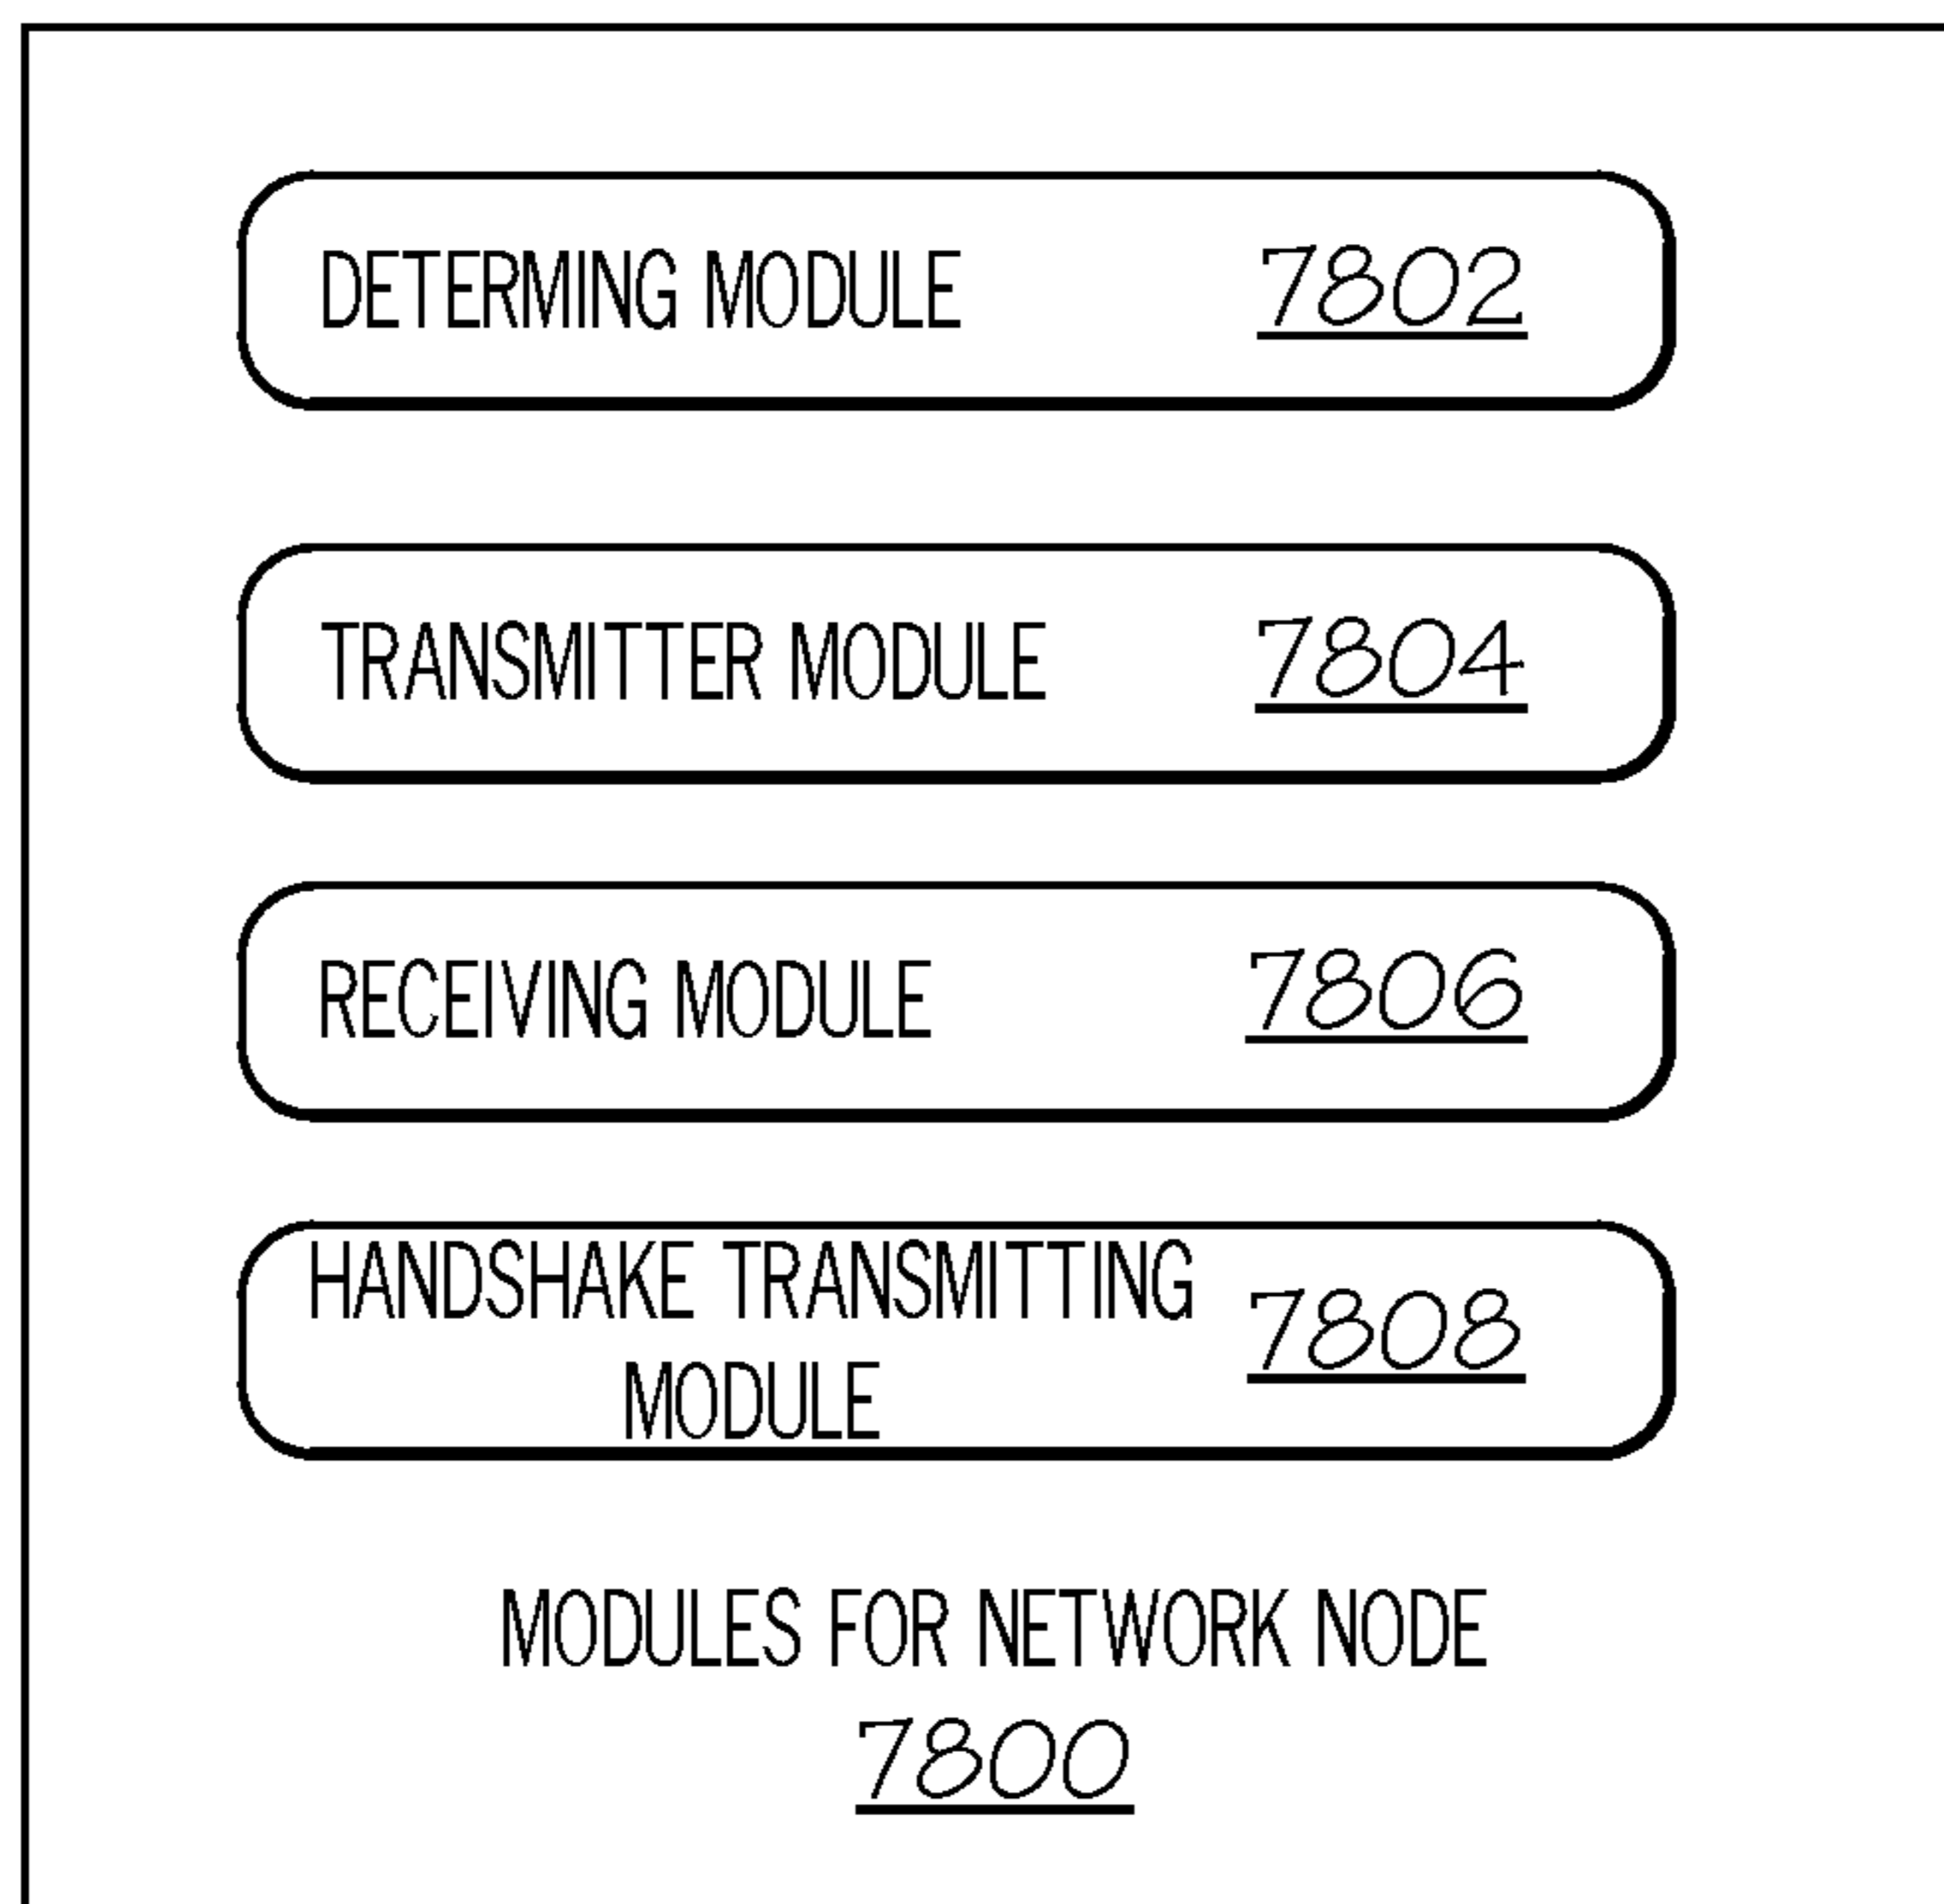 DETERMING MODULE 7802
TRANSMITTER MODULE 7804
RECEIVING MODULE 7806
HANDSHAKE TRANSMITTING
MODULE 7808
MODULES FOR NETWORK NODE
7800